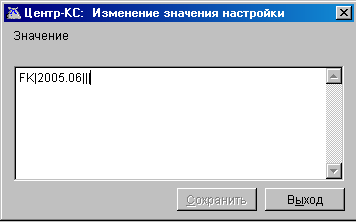 Центр-КС: Изменение значения настройки
Значение
FK|2005.06|||
Сохранить Выход